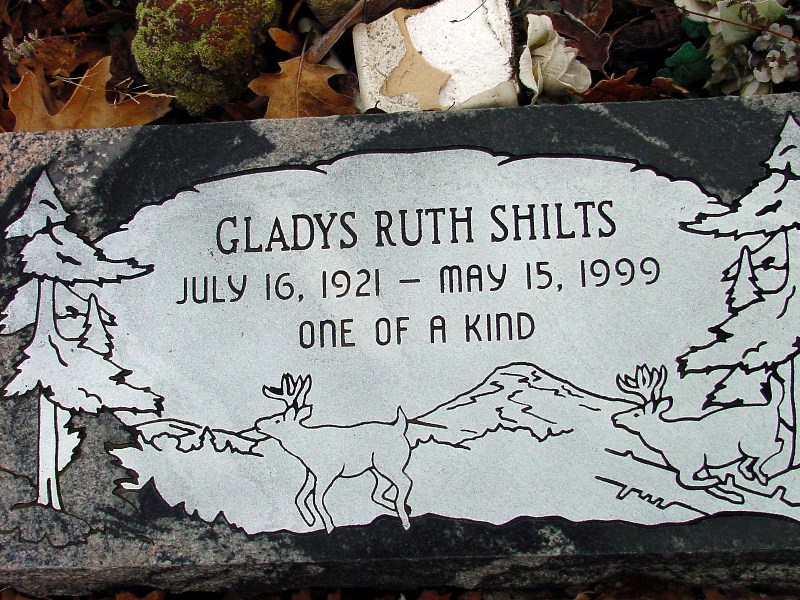 GLADYS RUTH SHILTS
JULY 16, 1921 – MAY 15, 1999
ONE OF A KIND